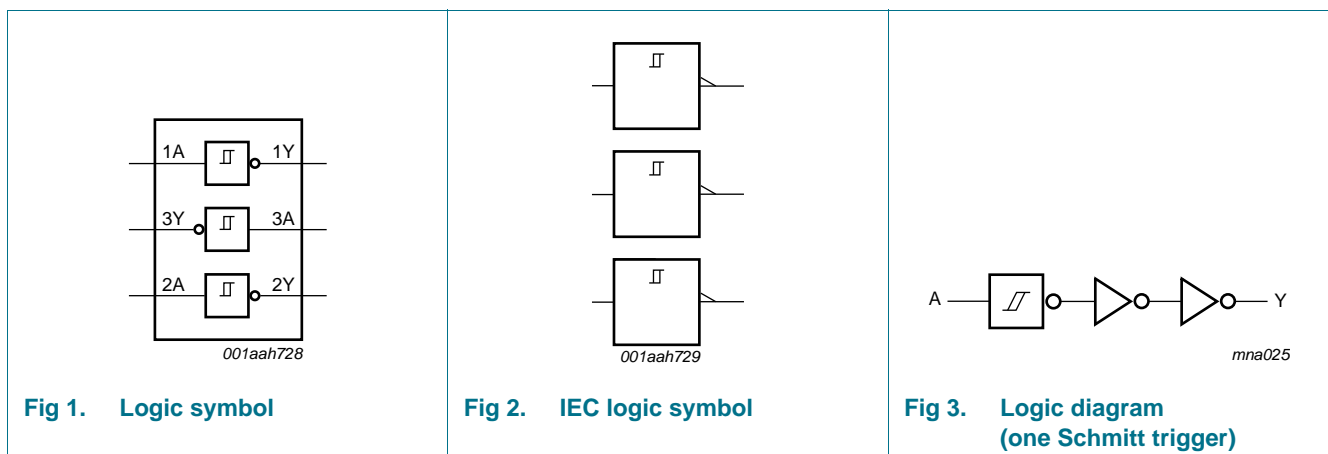 1A 1Y
3Y 3A
2A 2Y
001aah728
Fig 1. Logic symbol
001aah729
Fig 2. IEC logic symbol
A Y
mna025
Fig 3. Logic diagram
(one Schmitt trigger)